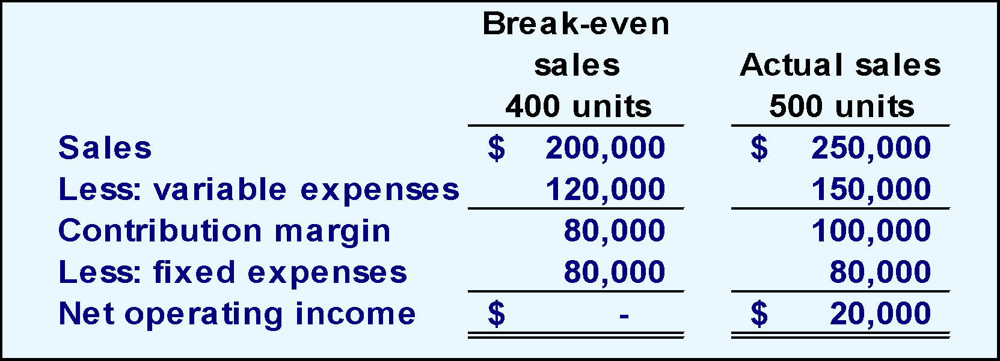 Break-even
sales Actual sales
400 units 500 units
Sales $ 200,000 $ 250,000
Less: variable expenses 120,000 150,000
Contribution margin 80,000 100,000
Less: fixed expenses 80,000 80,000
Net operating income $ - $ 20,000